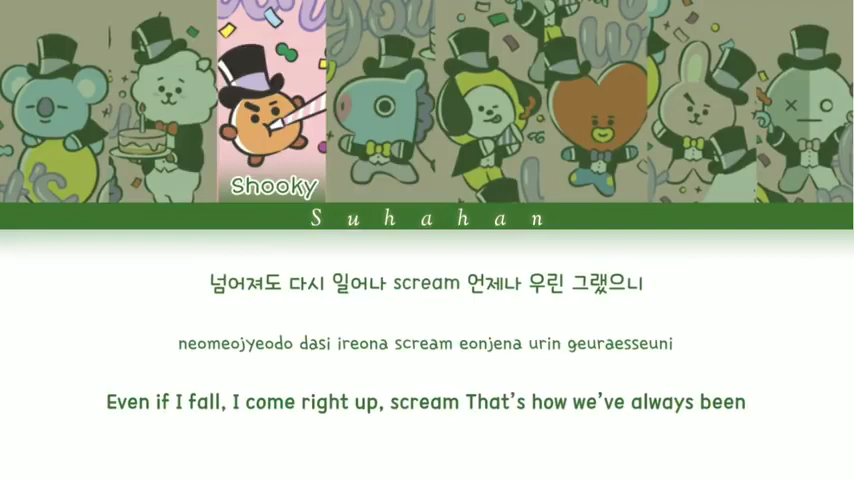 Shooky
Suhahan
넘어져도 다시 일어나 scream 언제나 우린 그랬으니
neomeojyeodo dasi ireona scream eonjena urin geuraesseuni
Even if I fall, I come right up, scream That's how we've always been